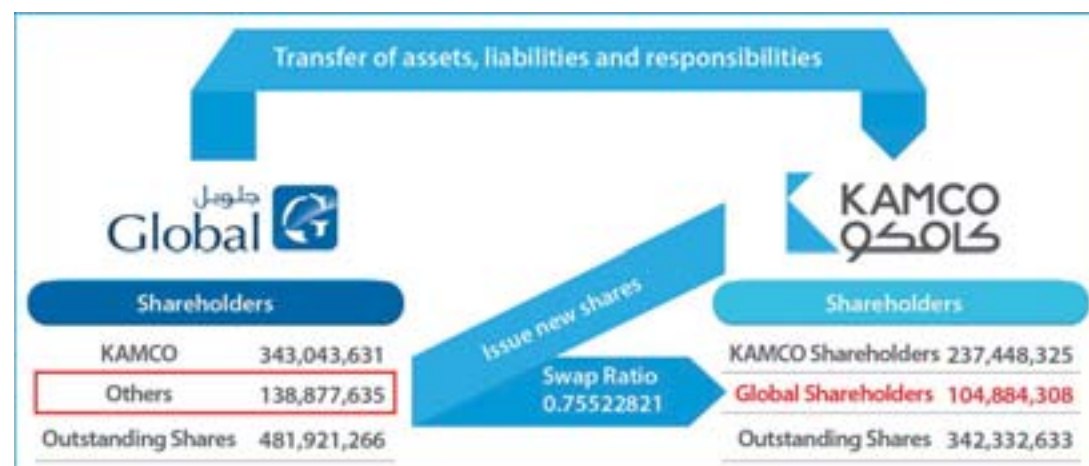 Transfer of assets, liabilities and responsibilities
جلوبل
Global
KAMCO
كامكو
Shareholders
KAMCO 343,043,631
Others 138,877,635
Outstanding Shares 481,921,266
Issue new shares
Swap Ratio
0.75522821
Shareholders
KAMCO Shareholders 237,448,325
Global Shareholders 104,884,308
Outstanding Shares 342,332,633